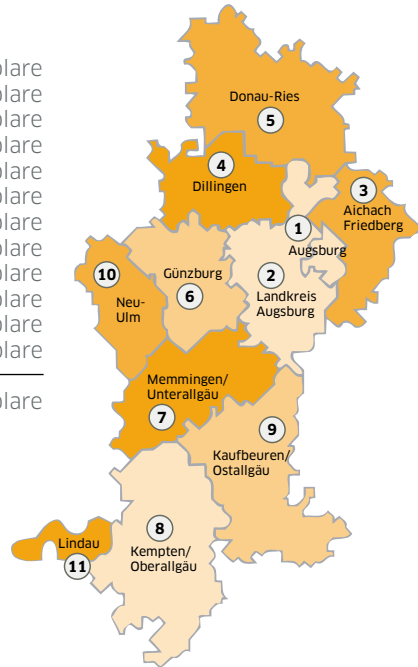 plare
plare
plare
plare
plare
plare
plare
plare
plare
plare
plare
plare
plare
Donau-Ries
5
4
Dillingen
3
Aichach
Friedberg
1
Augsburg
10
Neu-
Ulm
Günzburg
6
2
Landkreis
Augsburg
Memmingen/
Unterallgäu
7
9
Kaufbeuren/
Ostallgäu
8
Kempten/
Oberallgäu
Lindau
11